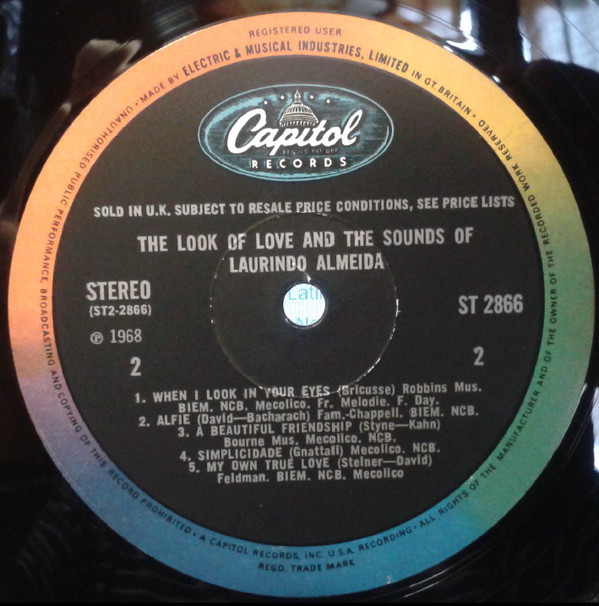 REGISTERED USER
UNAUTHORISED PUBLIC PERFORMANCE, BROADCASTING AND COPYING OF THIS RECORD PROHIBITED · A CAPITOL RECORDS, INC. U.S.A. RECORDING · ALL RIGHTS OF THE MANUFACTURER AND OF THE OWNER OF THE RECORDED WORK RESERVED
· MADE BY ELECTRIC & MUSICAL INDUSTRIES, LIMITED IN GT. BRITAIN ·
Capitol
RECORDS
SOLD IN U.K. SUBJECT TO RESALE PRICE CONDITIONS, SEE PRICE LISTS
THE LOOK OF LOVE AND THE SOUNDS OF
LAURINDO ALMEIDA
STEREO
(ST2-2866)
ST 2866
℗ 1968
2
2
1. WHEN I LOOK IN YOUR EYES (Bricusse) Robbins Mus.
BIEM. NCB. Mecolico. Fr. Melodie. F. Day.
2. ALFIE (David—Bacharach) Fam.-Chappell. BIEM. NCB.
3. A BEAUTIFUL FRIENDSHIP (Styne—Kahn)
Bourne Mus. Mecolico. NCB.
4. SIMPLICIDADE (Gnattali) Mecolico. NCB.
5. MY OWN TRUE LOVE (Steiner—David)
Feldman. BIEM. NCB. Mecolico
REGD. TRADE MARK